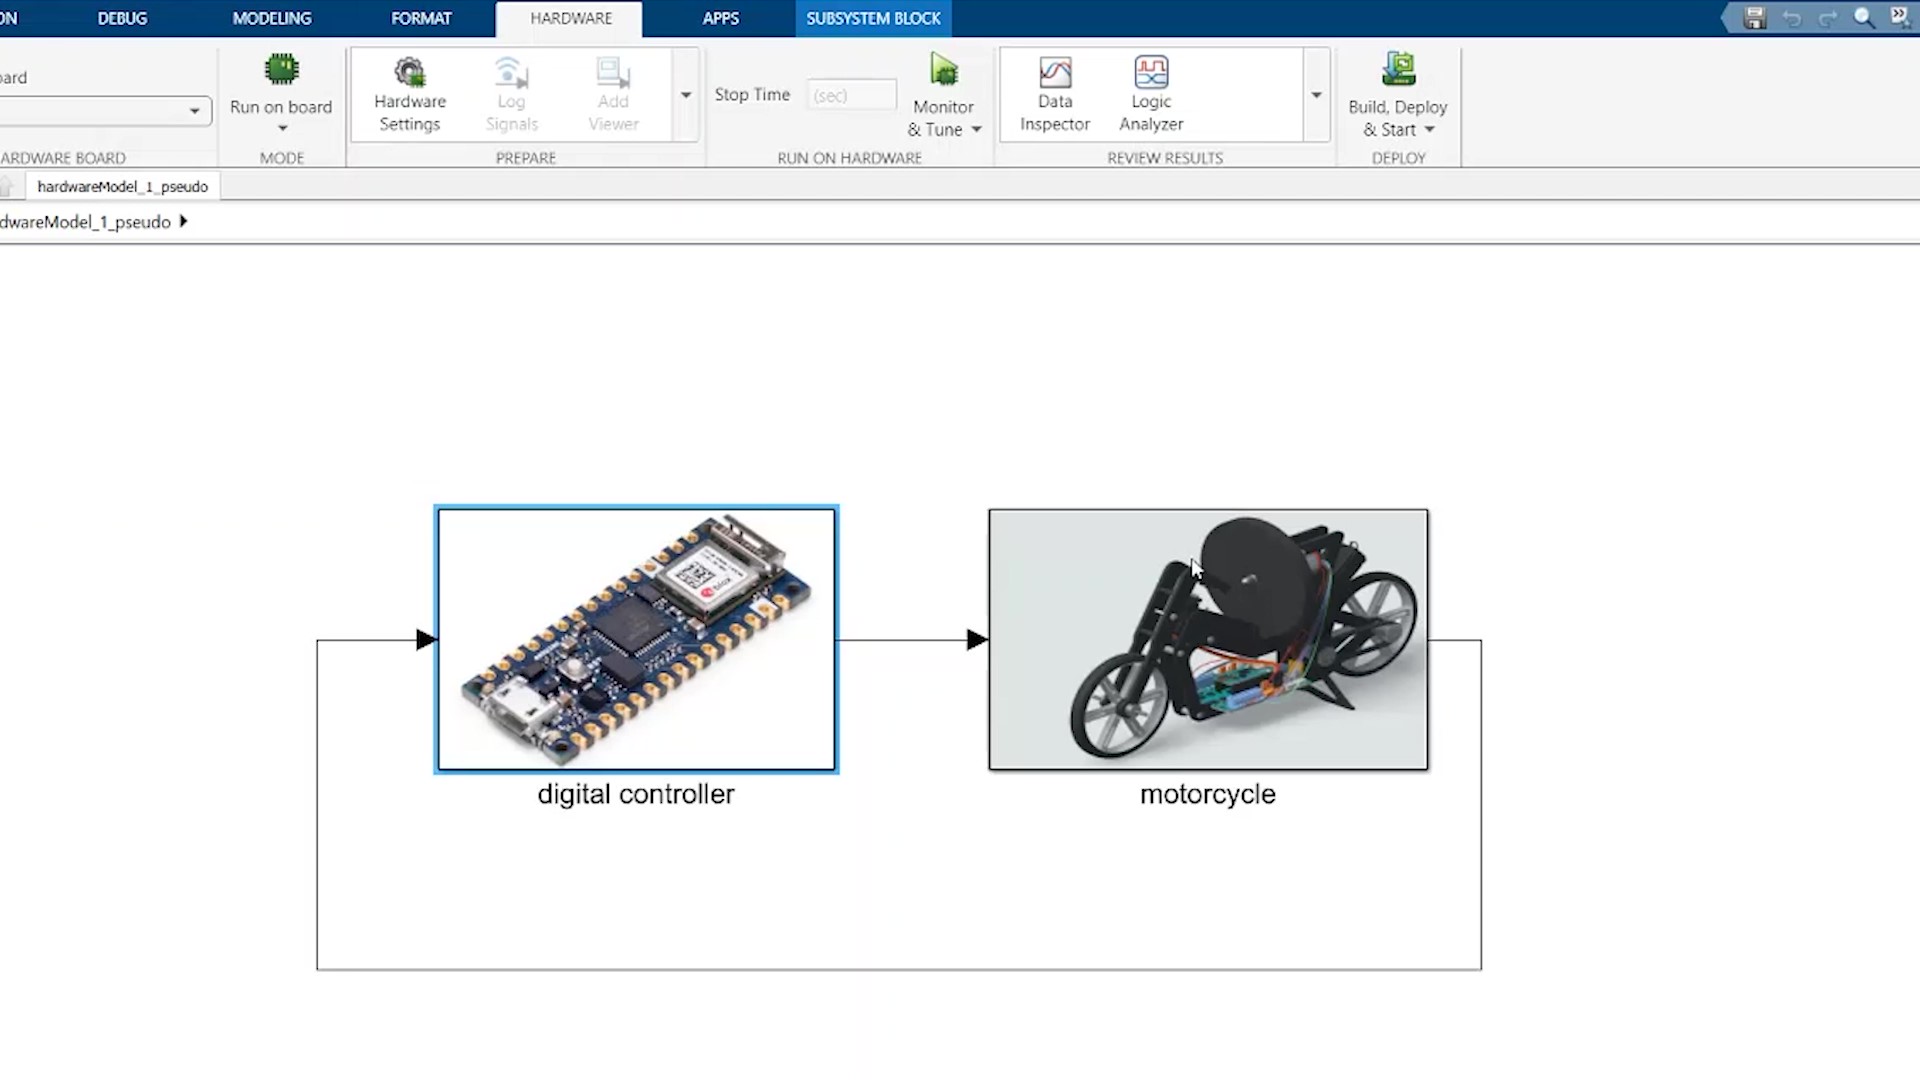 ON DEBUG MODELING FORMAT HARDWARE APPS SUBSYSTEM BLOCK
oard
Run on board
Hardware Settings
Log Signals
Add Viewer
Stop Time (sec)
Monitor & Tune
Data Inspector
Logic Analyzer
Build, Deploy & Start
ARDWARE BOARD MODE PREPARE RUN ON HARDWARE REVIEW RESULTS DEPLOY
hardwareModel_1_pseudo
dwareModel_1_pseudo
digital controller
motorcycle